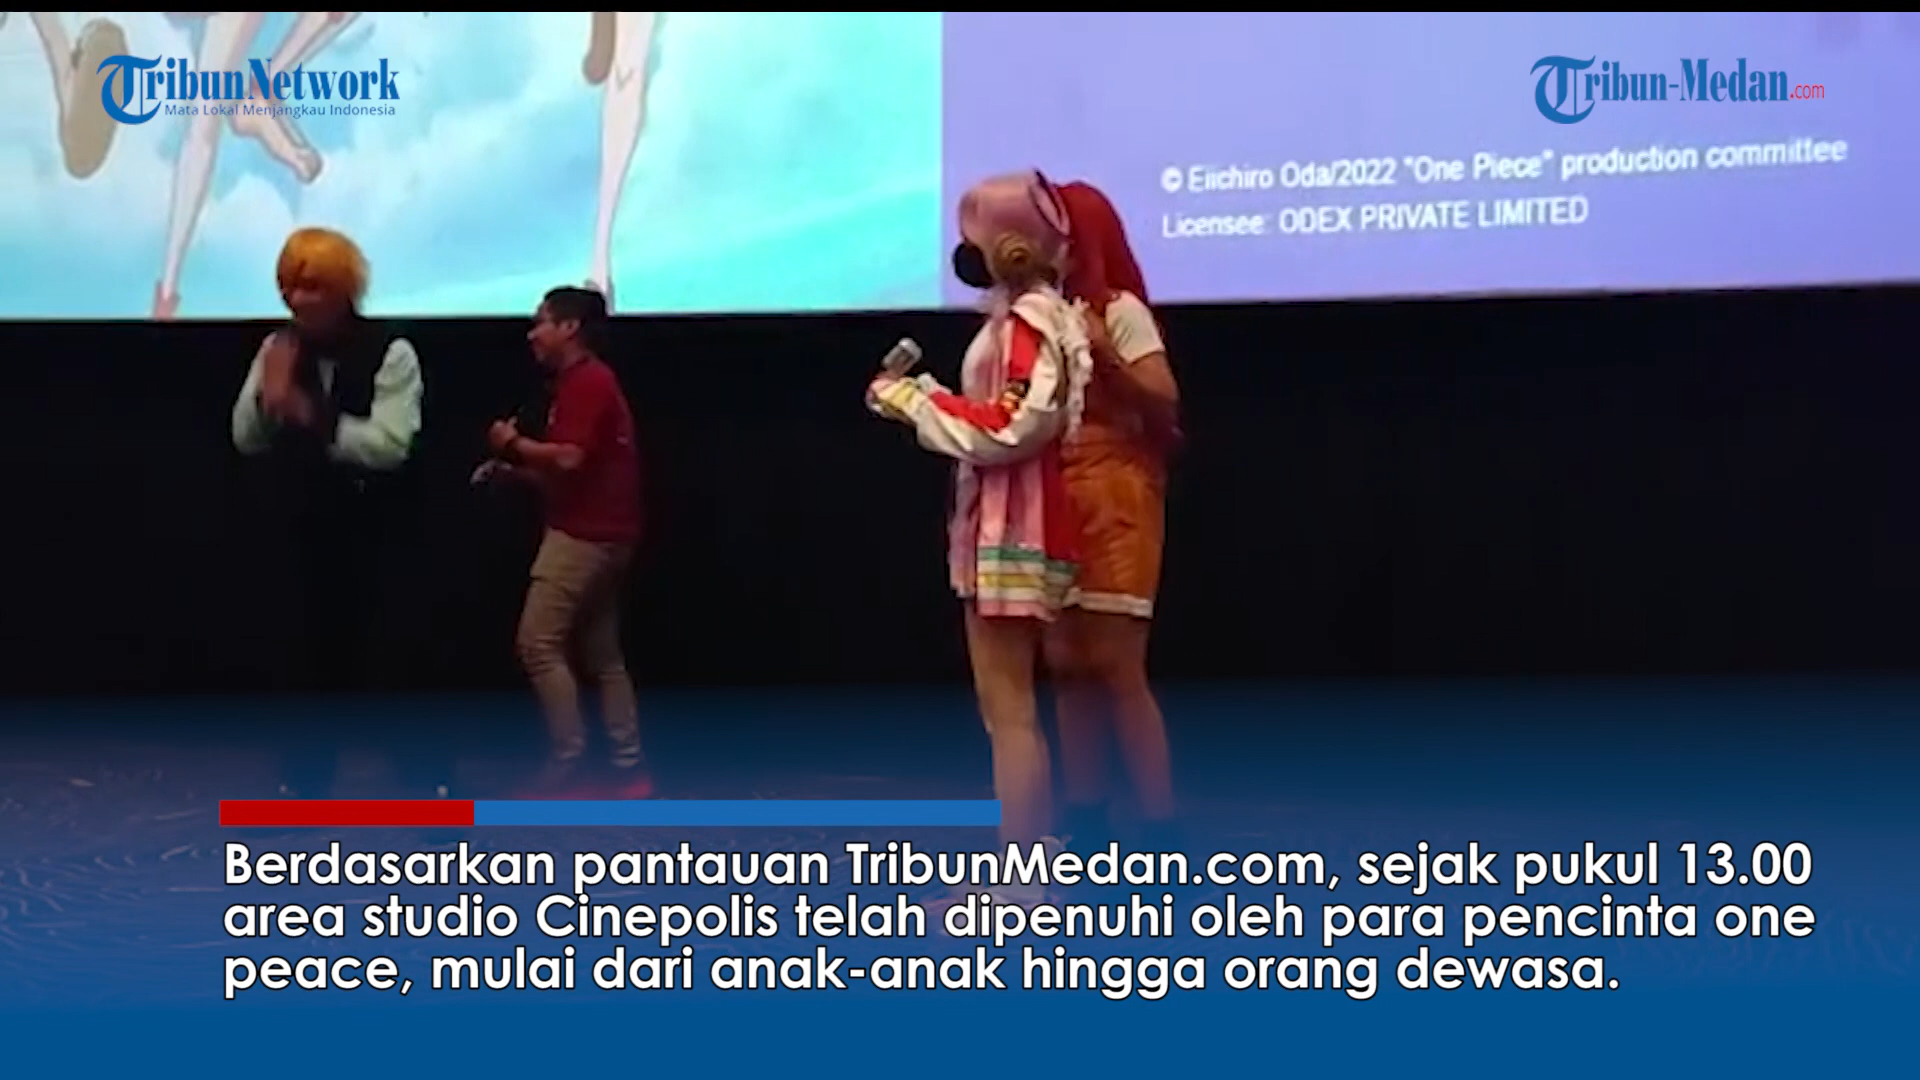 TribunNetwork
Mata Lokal Menjangkau Indonesia
Tribun-Medan.com
© Eiichiro Oda/2022 "One Piece" production committee
Licensee: ODEX PRIVATE LIMITED
Berdasarkan pantauan TribunMedan.com, sejak pukul 13.00
area studio Cinepolis telah dipenuhi oleh para pencinta one
peace, mulai dari anak-anak hingga orang dewasa.